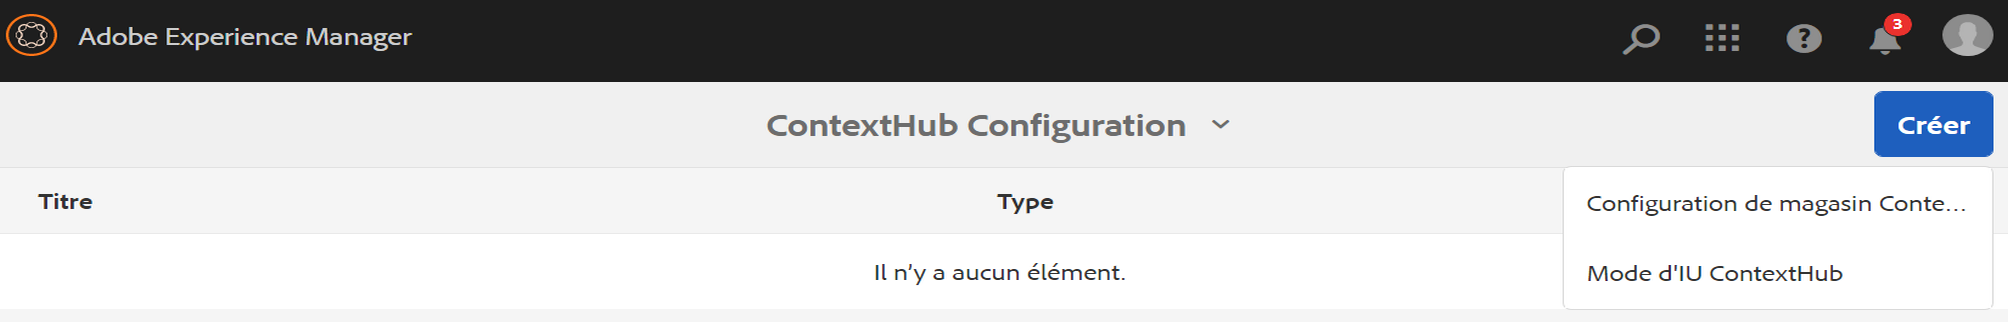 Adobe Experience Manager
3
ContextHub Configuration
Créer
Titre
Type
Configuration de magasin Conte...
Il n'y a aucun élément.
Mode d'IU ContextHub